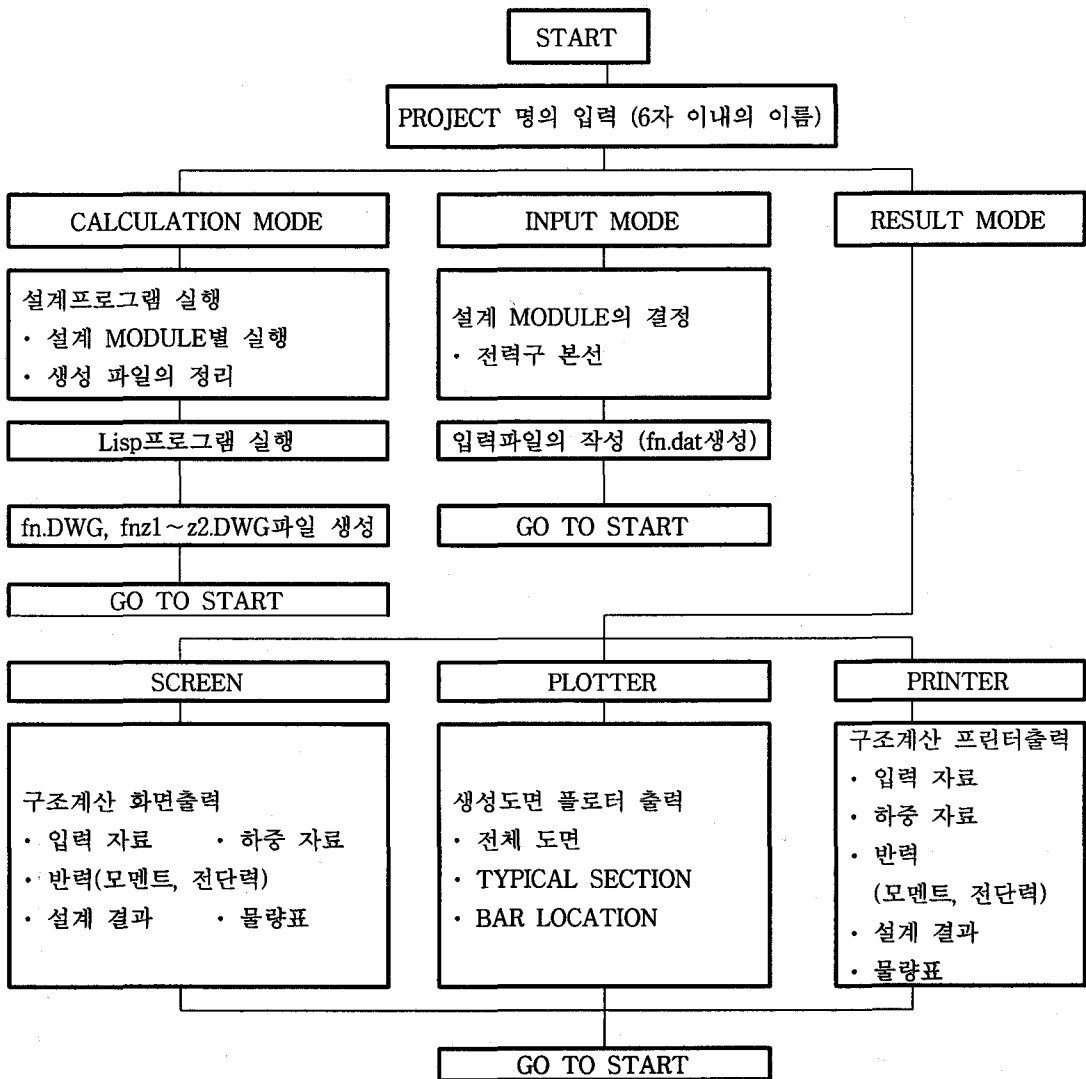 START
PROJECT 명의 입력 (6자 이내의 이름)
CALCULATION MODE
INPUT MODE
RESULT MODE
설계프로그램 실행
· 설계 MODULE별 실행
· 생성 파일의 정리
설계 MODULE의 결정
· 전력구 본선
Lisp프로그램 실행
입력파일의 작성 (fn.dat생성)
fn.DWG, fnz1~z2.DWG파일 생성
GO TO START
GO TO START
SCREEN
PLOTTER
PRINTER
구조계산 화면출력
· 입력 자료 · 하중 자료
· 반력(모멘트, 전단력)
· 설계 결과 · 물량표
생성도면 플로터 출력
· 전체 도면
· TYPICAL SECTION
· BAR LOCATION
구조계산 프린터출력
· 입력 자료
· 하중 자료
· 반력
(모멘트, 전단력)
· 설계 결과
· 물량표
GO TO START